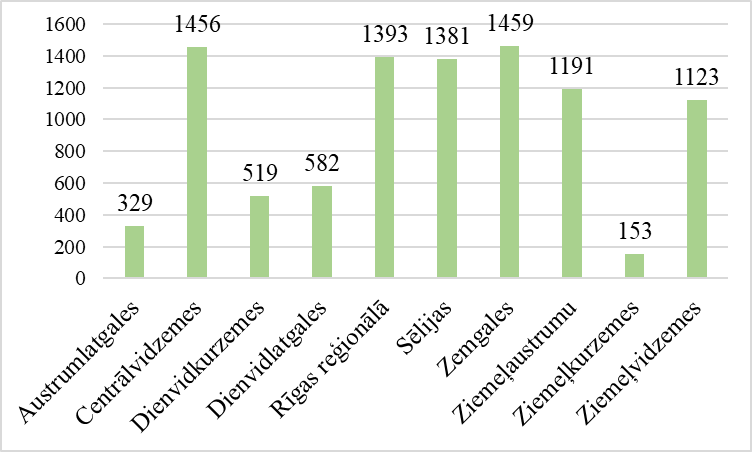 1600
1400
1200
1000
800
600
400
200
0
329
1456
519
582
1393
1381
1459
1191
153
1123
Austrumlatgales
Centrālvidzemes
Dienvidkurzemes
Dienvidlatgales
Rīgas reģionālā
Sēlijas
Zemgales
Ziemeļaustrumu
Ziemeļkurzemes
Ziemeļvidzemes